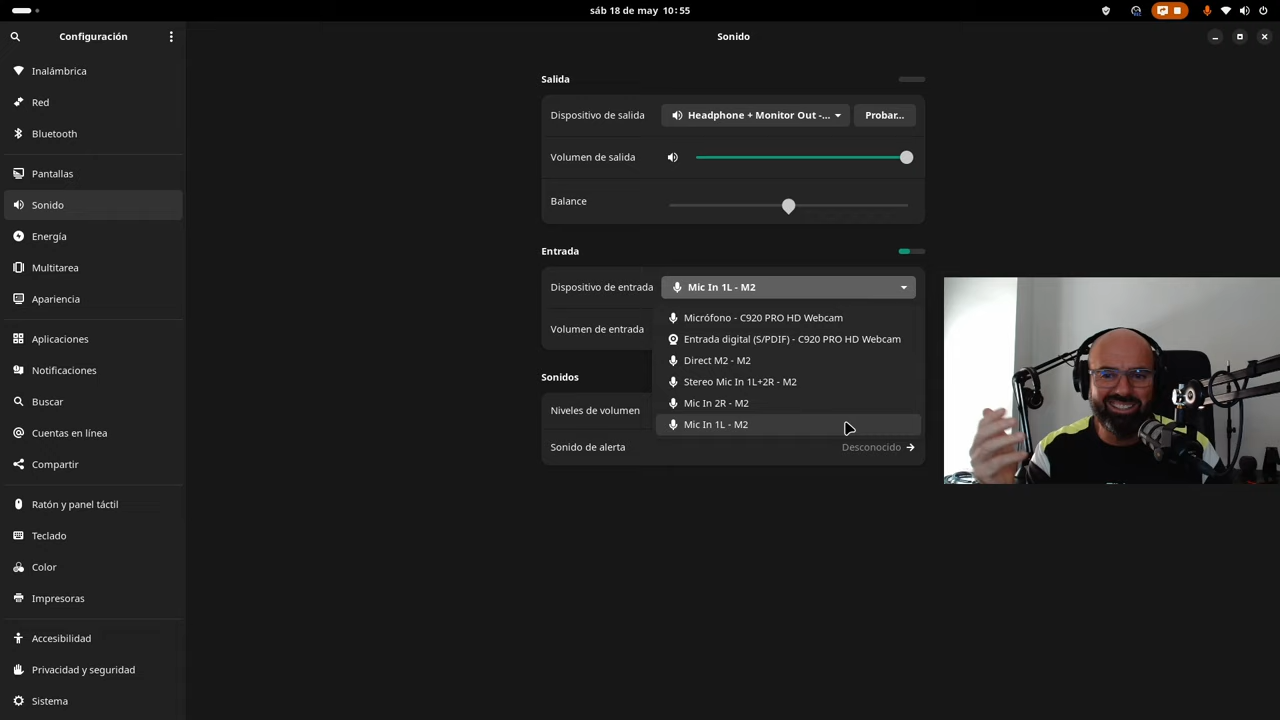 sáb 18 de may 10:55
Configuración
Sonido
Inalámbrica
Red
Bluetooth
Pantallas
Sonido
Energía
Multitarea
Apariencia
Aplicaciones
Notificaciones
Buscar
Cuentas en línea
Compartir
Ratón y panel táctil
Teclado
Color
Impresoras
Accesibilidad
Privacidad y seguridad
Sistema
Salida
Dispositivo de salida Headphone + Monitor Out -... Probar...
Volumen de salida
Balance
Entrada
Dispositivo de entrada Mic In 1L - M2
Micrófono - C920 PRO HD Webcam
Entrada digital (S/PDIF) - C920 PRO HD Webcam
Volumen de entrada
Direct M2 - M2
Stereo Mic In 1L+2R - M2
Sonidos
Mic In 2R - M2
Niveles de volumen
Mic In 1L - M2
Sonido de alerta Desconocido